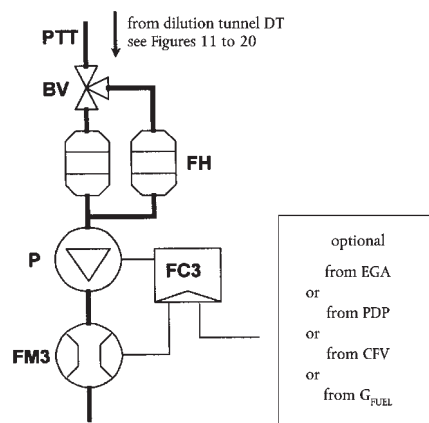 from dilution tunnel DT
PTT
see Figures 11 to 20
BV
FH
optional
P
FC3
from EGA
or
from PDP
or
FM3
from CFV
or
from G_FUEL